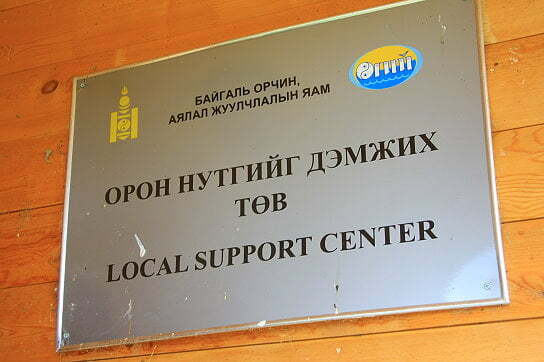 БАЙГАЛЬ ОРЧИН,
АЯЛАЛ ЖУУЛЧЛАЛЫН ЯАМ
ОРОН НУТГИЙГ ДЭМЖИХ
ТӨВ
LOCAL SUPPORT CENTER